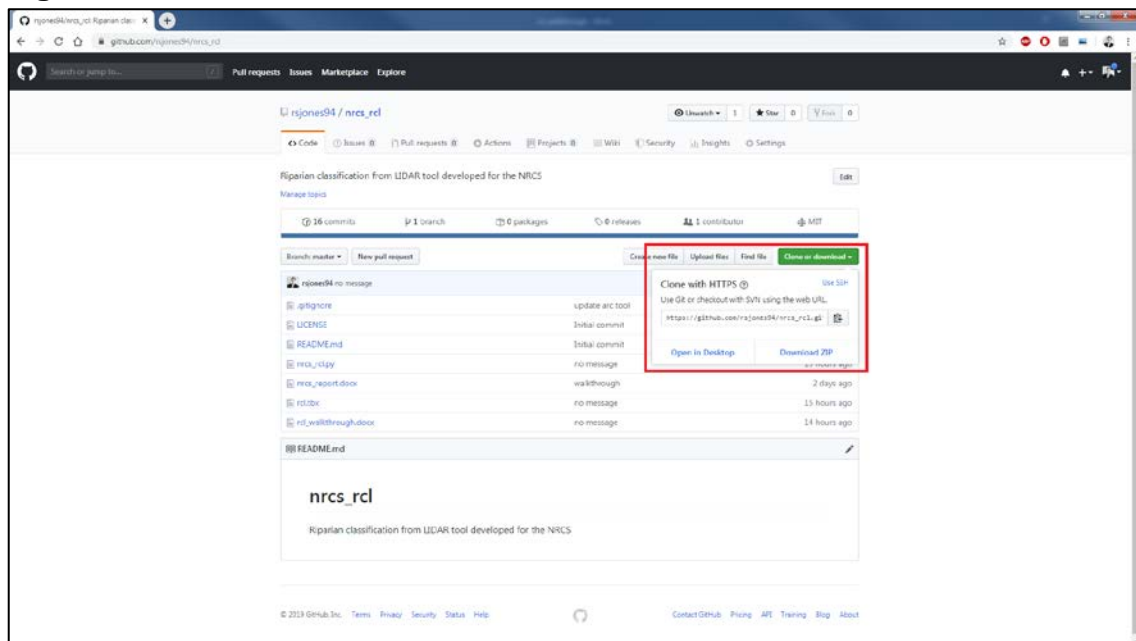 rsjones94/nrcs_rcl: Riparian clas
github.com/rsjones94/nrcs_rcl
Search or jump to... / Pull requests Issues Marketplace Explore
rsjones94 / nrcs_rcl Unwatch 1 Star 0 Fork 0
Code Issues 0 Pull requests 0 Actions Projects 0 Wiki Security Insights Settings
Riparian classification from LIDAR tool developed for the NRCS Edit
Manage topics
16 commits 1 branch 0 packages 0 releases 1 contributor MIT
Branch: master New pull request Create new file Upload files Find file Clone or download
rsjones94 no message
Clone with HTTPS Use SSH
Use Git or checkout with SVN using the web URL.
https://github.com/rsjones94/nrcs_rcl.gi
Open in Desktop Download ZIP
.gitignore update arc tool
LICENSE Initial commit
README.md Initial commit
nrcs_rcl.py no message 15 hours ago
nrcs_report.docx walkthrough 2 days ago
rcl.tbx no message 15 hours ago
rcl_walkthrough.docx no message 14 hours ago
README.md
nrcs_rcl
Riparian classification from LIDAR tool developed for the NRCS
© 2019 GitHub, Inc. Terms Privacy Security Status Help Contact GitHub Pricing API Training Blog About